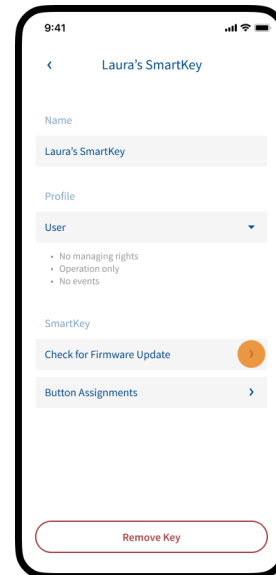 9:41
Laura’s SmartKey
Name
Laura’s SmartKey
Profile
User
• No managing rights
• Operation only
• No events
SmartKey
Check for Firmware Update
Button Assignments
Remove Key